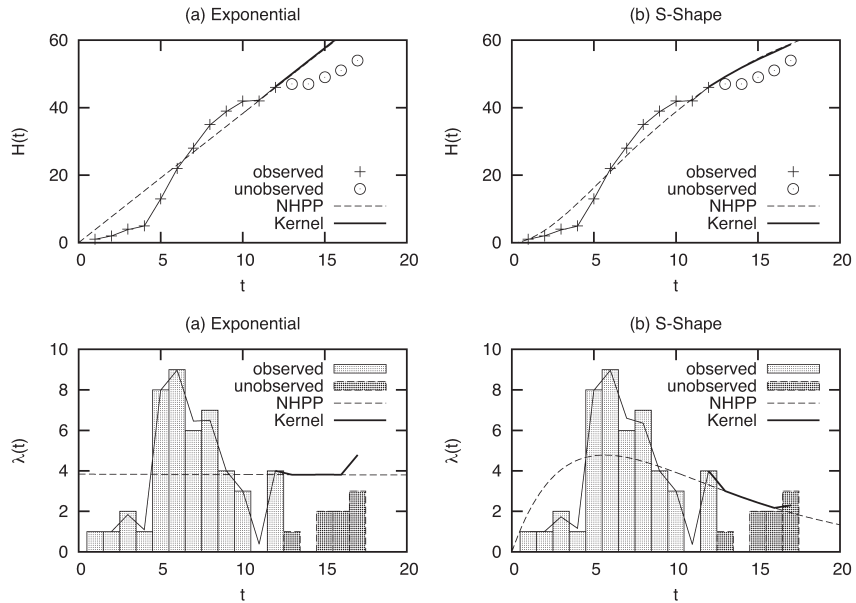 (a) Exponential
(b) S-Shape
60
40
20
0
H(t)
observed
unobserved
NHPP
Kernel
0 5 10 15 20
t
60
40
20
0
H(t)
observed
unobserved
NHPP
Kernel
0 5 10 15 20
t
(a) Exponential
(b) S-Shape
10
8
6
4
2
0
λ(t)
observed
unobserved
NHPP
Kernel
0 5 10 15 20
t
10
8
6
4
2
0
λ(t)
observed
unobserved
NHPP
Kernel
0 5 10 15 20
t